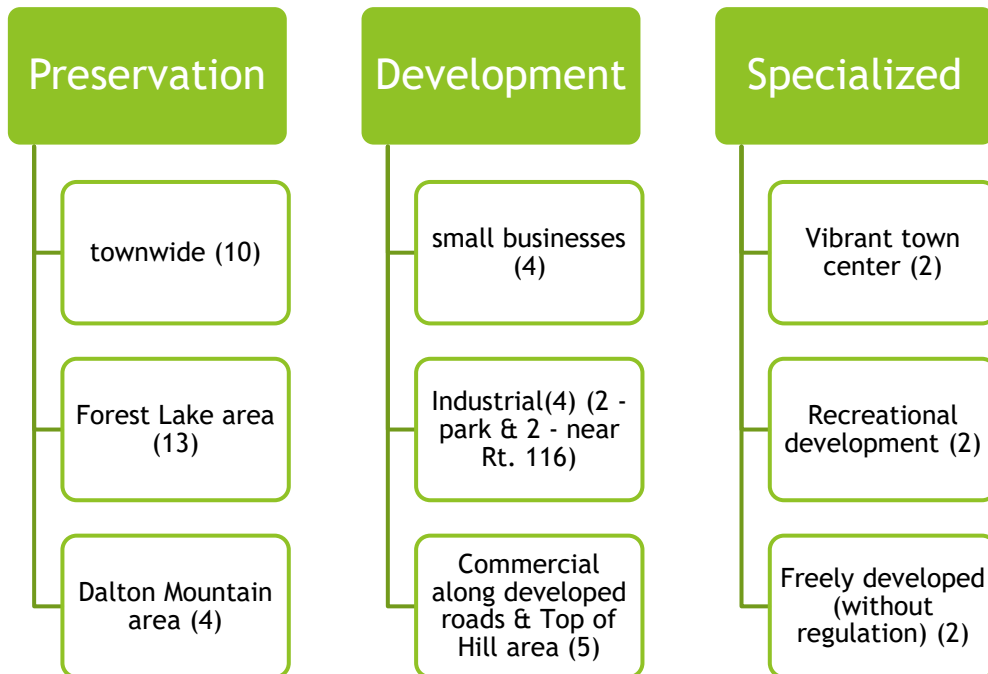 Preservation
townwide (10)
Forest Lake area
(13)
Dalton Mountain
area (4)
Development
small businesses
(4)
Industrial(4) (2 -
park & 2 - near
Rt. 116)
Commercial
along developed
roads & Top of
Hill area (5)
Specialized
Vibrant town
center (2)
Recreational
development (2)
Freely developed
(without
regulation) (2)